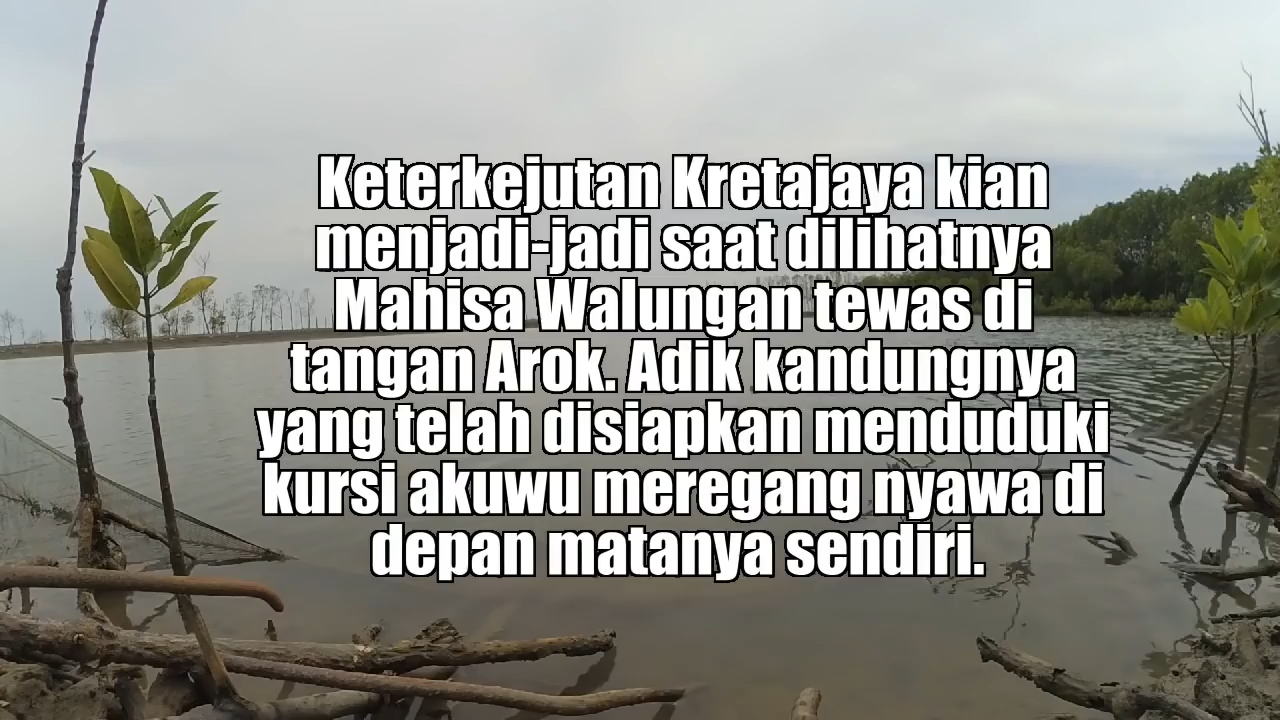 Keterkejutan Kretajaya kian
menjadi-jadi saat dilihatnya
Mahisa Walungan tewas di
tangan Arok. Adik kandungnya
yang telah disiapkan menduduki
kursi akuwu meregang nyawa di
depan matanya sendiri.